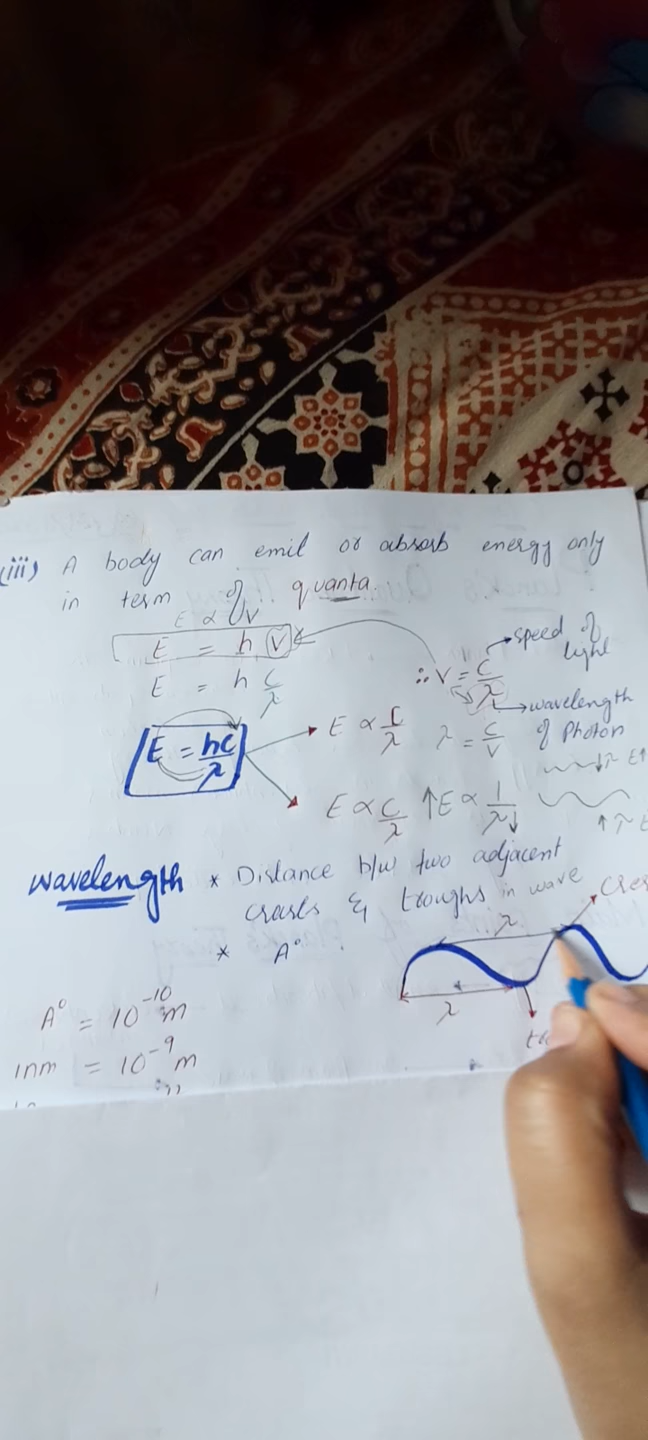 (iii) A body can emil or absorb energy only
in term of quanta.
E ∝ V
E = h V
∴ V = C/λ
speed of light
E = h C/λ
wavelength of Photon
E = hC/λ
E ∝ C/λ
λ = C/V
↓λ E↑
E ∝ C/λ ↑E ∝ 1/λ↓
↑λ
wavelength * Distance b/w two adjacent
crests & troughs in wave
* A°
λ
λ
A° = 10⁻¹⁰ m
1nm = 10⁻⁹ m